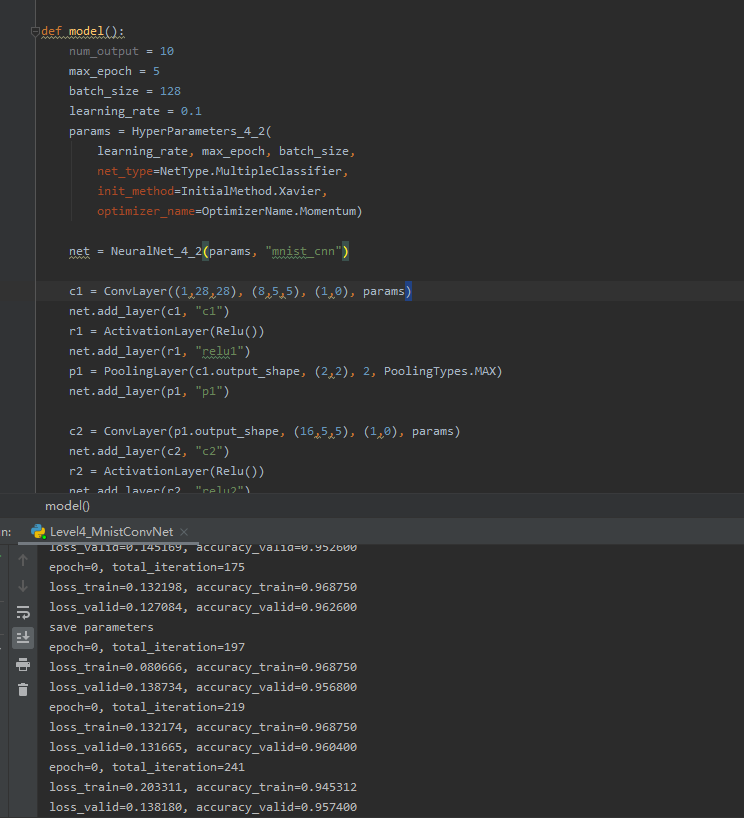 def model():
num_output = 10
max_epoch = 5
batch_size = 128
learning_rate = 0.1
params = HyperParameters_4_2(
learning_rate, max_epoch, batch_size,
net_type=NetType.MultipleClassifier,
init_method=InitialMethod.Xavier,
optimizer_name=OptimizerName.Momentum)
net = NeuralNet_4_2(params, "mnist_cnn")
c1 = ConvLayer((1,28,28), (8,5,5), (1,0), params)
net.add_layer(c1, "c1")
r1 = ActivationLayer(Relu())
net.add_layer(r1, "relu1")
p1 = PoolingLayer(c1.output_shape, (2,2), 2, PoolingTypes.MAX)
net.add_layer(p1, "p1")
c2 = ConvLayer(p1.output_shape, (16,5,5), (1,0), params)
net.add_layer(c2, "c2")
r2 = ActivationLayer(Relu())
net.add_layer(r2, "relu2")
model()
n: Level4_MnistConvNet
loss_valid=0.145169, accuracy_valid=0.952600
epoch=0, total_iteration=175
loss_train=0.132198, accuracy_train=0.968750
loss_valid=0.127084, accuracy_valid=0.962600
save parameters
epoch=0, total_iteration=197
loss_train=0.080666, accuracy_train=0.968750
loss_valid=0.138734, accuracy_valid=0.956800
epoch=0, total_iteration=219
loss_train=0.132174, accuracy_train=0.968750
loss_valid=0.131665, accuracy_valid=0.960400
epoch=0, total_iteration=241
loss_train=0.203311, accuracy_train=0.945312
loss_valid=0.138180, accuracy_valid=0.957400